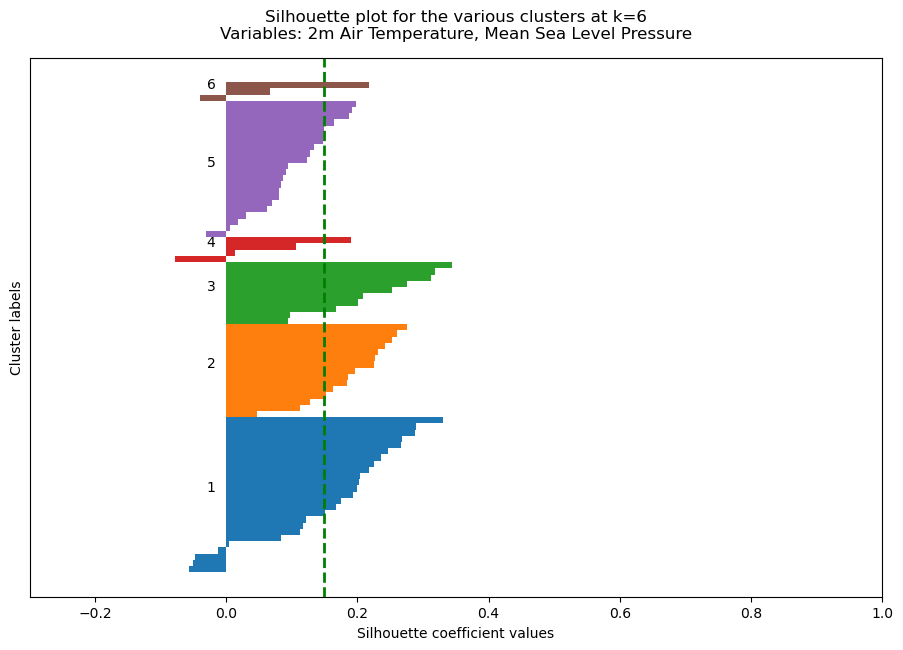 Silhouette plot for the various clusters at k=6
Variables: 2m Air Temperature, Mean Sea Level Pressure
6
5
4
3
2
1
Cluster labels
−0.2 0.0 0.2 0.4 0.6 0.8 1.0
Silhouette coefficient values